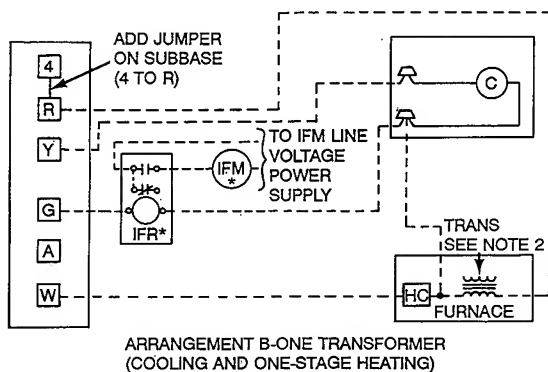 ADD JUMPER
ON SUBBASE
(4 TO R)
4
R
Y
G
A
W
C
TO IFM LINE
VOLTAGE
POWER
SUPPLY
IFM
*
IFR*
TRANS
SEE NOTE 2
HC
FURNACE
ARRANGEMENT B-ONE TRANSFORMER
(COOLING AND ONE-STAGE HEATING)